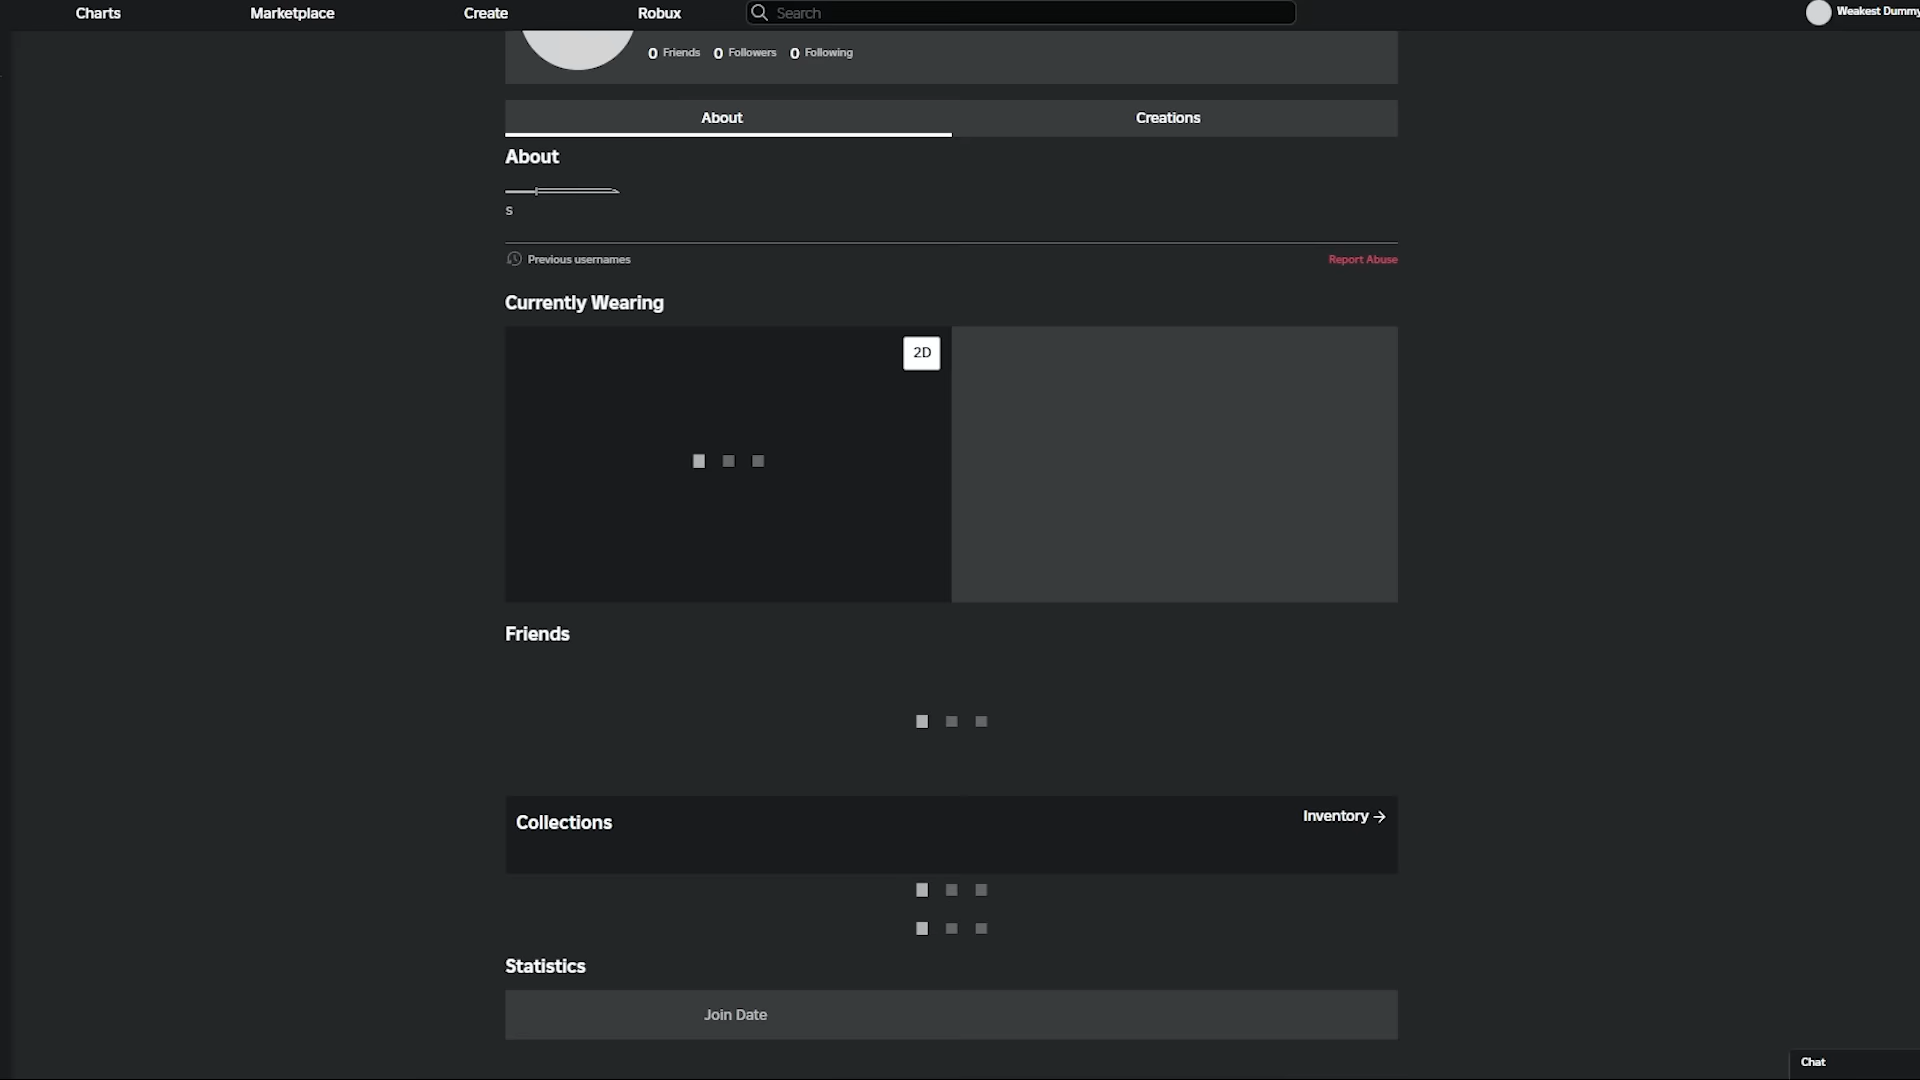 Charts Marketplace Create Robux Search Weakest Dummy
0 Friends 0 Followers 0 Following
About Creations
About
s
Previous usernames Report Abuse
Currently Wearing
2D
Friends
Collections Inventory →
Statistics
Join Date
Chat